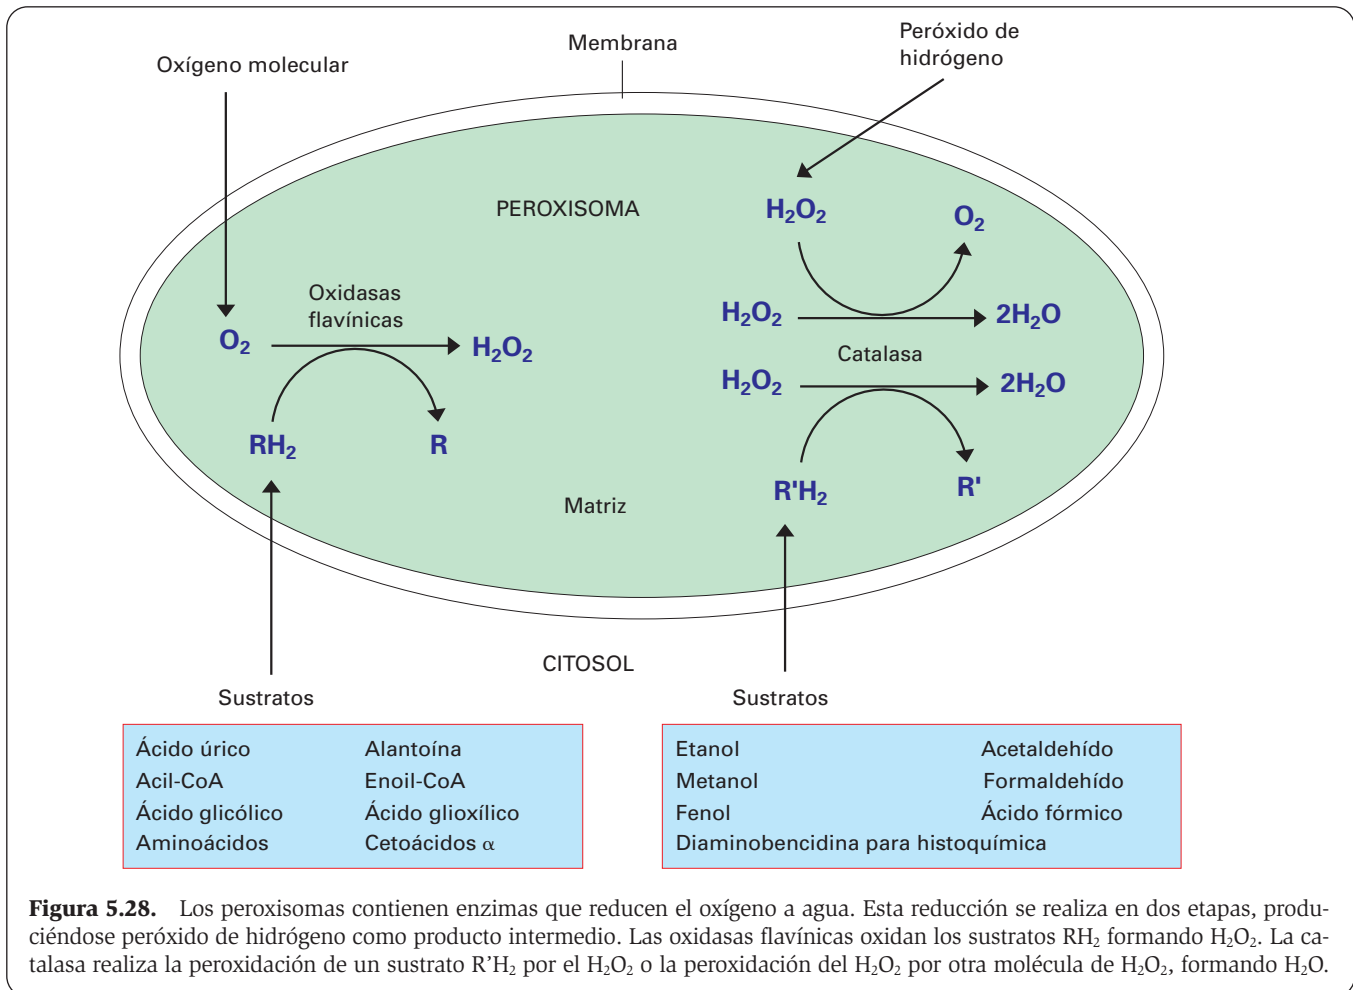 Membrana
Peróxido de
hidrógeno
Oxígeno molecular
PEROXISOMA
H₂O₂
O₂
Oxidasas
flavínicas
O₂
H₂O₂
H₂O₂
2H₂O
Catalasa
H₂O₂
2H₂O
RH₂
R
R'H₂
R'
Matriz
CITOSOL
Sustratos
Sustratos
Ácido úrico Alantoína
Acil-CoA Enoil-CoA
Ácido glicólico Ácido glioxílico
Aminoácidos Cetoácidos α
Etanol Acetaldehído
Metanol Formaldehído
Fenol Ácido fórmico
Diaminobencidina para histoquímica
Figura 5.28. Los peroxisomas contienen enzimas que reducen el oxígeno a agua. Esta reducción se realiza en dos etapas, produ-
ciéndose peróxido de hidrógeno como producto intermedio. Las oxidasas flavínicas oxidan los sustratos RH₂ formando H₂O₂. La ca-
talasa realiza la peroxidación de un sustrato R’H₂ por el H₂O₂ o la peroxidación del H₂O₂ por otra molécula de H₂O₂, formando H₂O.